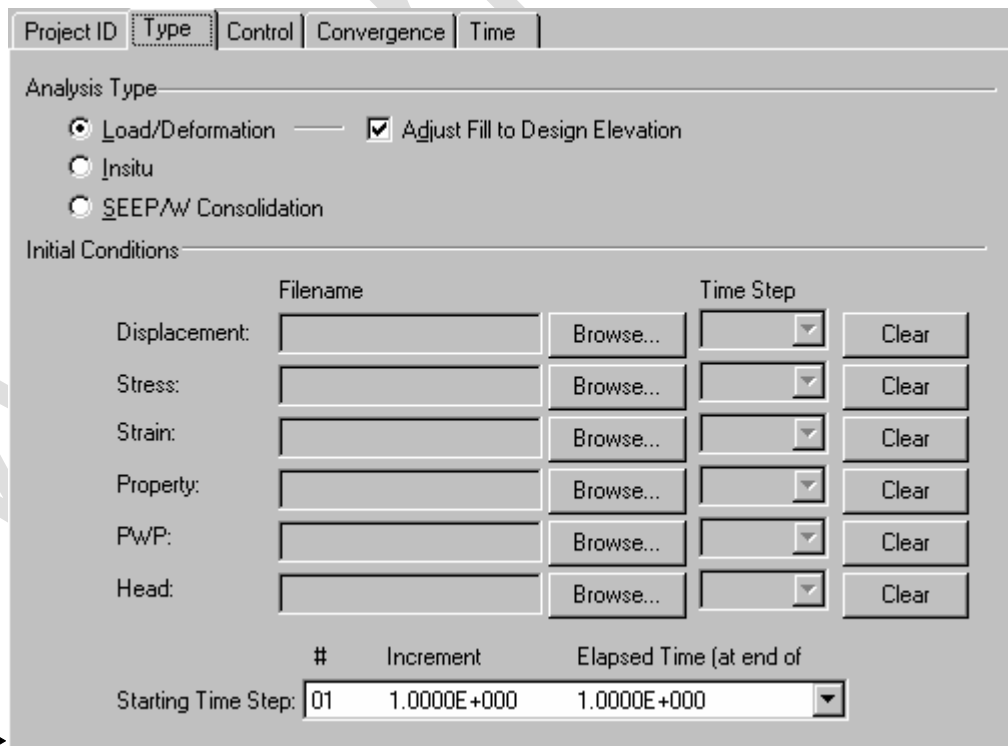 Project ID Type Control Convergence Time
Analysis Type
Load/Deformation Adjust Fill to Design Elevation
Insitu
SEEP/W Consolidation
Initial Conditions
Filename Time Step
Displacement: Browse... Clear
Stress: Browse... Clear
Strain: Browse... Clear
Property: Browse... Clear
PWP: Browse... Clear
Head: Browse... Clear
# Increment Elapsed Time (at end of
Starting Time Step: 01 1.0000E+000 1.0000E+000